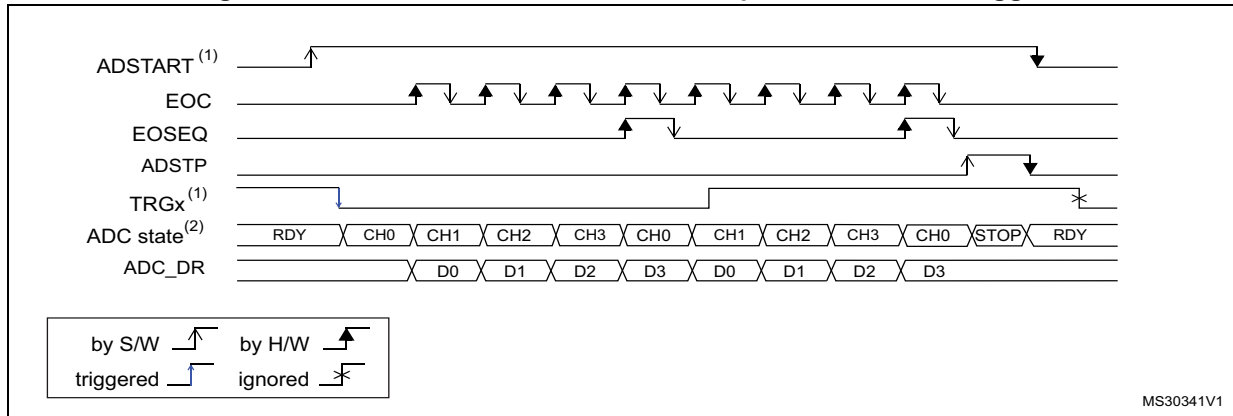 ADSTART (1)
EOC
EOSEQ
ADSTP
TRGx (1)
ADC state (2) RDY CH0 CH1 CH2 CH3 CH0 CH1 CH2 CH3 CH0 STOP RDY
ADC_DR D0 D1 D2 D3 D0 D1 D2 D3
by S/W by H/W
triggered ignored
MS30341V1